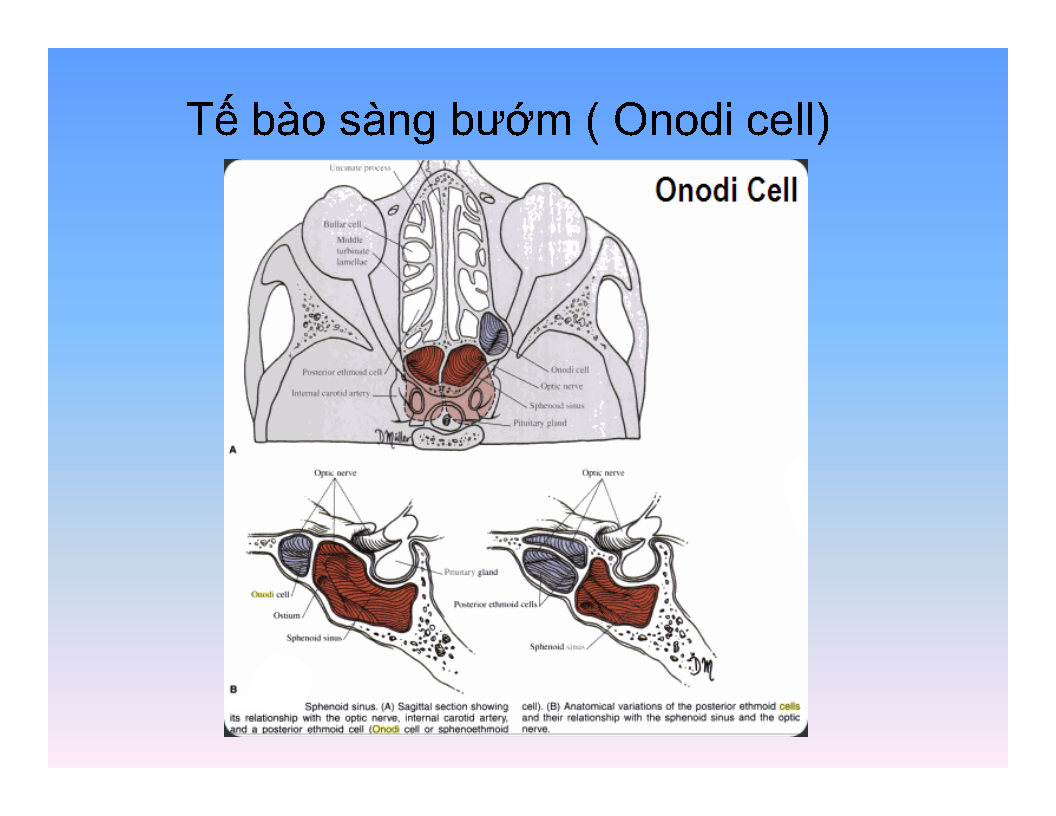 Tế bào sàng bướm ( Onodi cell)
Onodi Cell
Uncinate process
Bullar cell
Middle
turbinate
lamellae
Posterior ethmoid cell
Internal carotid artery
Onodi cell
Optic nerve
Sphenoid sinus
Pituitary gland
D Müller
A
Optic nerve
Onodi cell
Ostium
Sphenoid sinus
Pituitary gland
Optic nerve
Posterior ethmoid cells
Sphenoid sinus
DM
B
Sphenoid sinus. (A) Sagittal section showing
its relationship with the optic nerve, internal carotid artery,
and a posterior ethmoid cell (Onodi cell or sphenoethmoid
cell). (B) Anatomical variations of the posterior ethmoid cells
and their relationship with the sphenoid sinus and the optic
nerve.